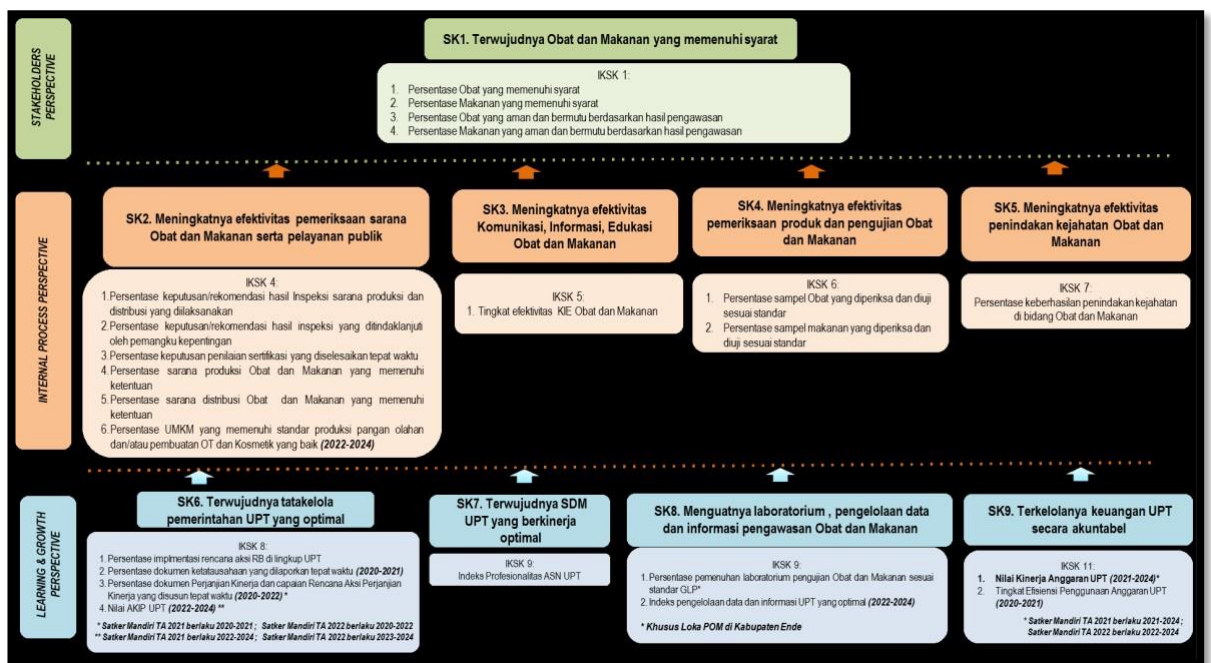 STAKEHOLDERS
PERSPECTIVE
SK1. Terwujudnya Obat dan Makanan yang memenuhi syarat
IKSK 1:
1. Persentase Obat yang memenuhi syarat
2. Persentase Makanan yang memenuhi syarat
3. Persentase Obat yang aman dan bermutu berdasarkan hasil pengawasan
4. Persentase Makanan yang aman dan bermutu berdasarkan hasil pengawasan
INTERNAL PROCESS PERSPECTIVE
SK2. Meningkatnya efektivitas pemeriksaan sarana
Obat dan Makanan serta pelayanan publik
IKSK 4:
1. Persentase keputusan/rekomendasi hasil Inspeksi sarana produksi dan
distribusi yang dilaksanakan
2. Persentase keputusan/rekomendasi hasil inspeksi yang ditindaklanjuti
oleh pemangku kepentingan
3. Persentase keputusan penilaian sertifikasi yang diselesaikan tepat waktu
4. Persentase sarana produksi Obat dan Makanan yang memenuhi
ketentuan
5. Persentase sarana distribusi Obat dan Makanan yang memenuhi
ketentuan
6. Persentase UMKM yang memenuhi standar produksi pangan olahan
dan/atau pembuatan OT dan Kosmetik yang baik (2022-2024)
SK3. Meningkatnya efektivitas
Komunikasi, Informasi, Edukasi
Obat dan Makanan
IKSK 5:
1. Tingkat efektivitas KIE Obat dan Makanan
SK4. Meningkatnya efektivitas
pemeriksaan produk dan pengujian Obat
dan Makanan
IKSK 6:
1. Persentase sampel Obat yang diperiksa dan diuji
sesuai standar
2. Persentase sampel makanan yang diperiksa dan
diuji sesuai standar
SK5. Meningkatnya efektivitas
penindakan kejahatan Obat dan
Makanan
IKSK 7:
Persentase keberhasilan penindakan kejahatan
di bidang Obat dan Makanan
LEARNING & GROWTH
PERSPECTIVE
SK6. Terwujudnya tatakelola
pemerintahan UPT yang optimal
IKSK 8:
1. Persentase implmentasi rencana aksi RB di lingkup UPT
2. Persentase dokumen ketatausahaan yang dilaporkan tepat waktu (2020-2021)
3. Persentase dokumen Perjanjian Kinerja dan capaian Rencana Aksi Perjanjian
Kinerja yang disusun tepat waktu (2020-2022) *
4. Nilai AKIP UPT (2022-2024) **
* Satker Mandiri TA 2021 berlaku 2020-2021 ; Satker Mandiri TA 2022 berlaku 2020-2022
** Satker Mandiri TA 2021 berlaku 2022-2024 ; Satker Mandiri TA 2022 berlaku 2023-2024
SK7. Terwujudnya SDM
UPT yang berkinerja
optimal
IKSK 9:
Indeks Profesionalitas ASN UPT
SK8. Menguatnya laboratorium , pengelolaan data
dan informasi pengawasan Obat dan Makanan
IKSK 9:
1. Persentase pemenuhan laboratorium pengujian Obat dan Makanan sesuai
standar GLP*
2. Indeks pengelolaan data dan informasi UPT yang optimal (2022-2024)
* Khusus Loka POM di Kabupaten Ende
SK9. Terkelolanya keuangan UPT
secara akuntabel
IKSK 11:
1. Nilai Kinerja Anggaran UPT (2021-2024)*
2. Tingkat Efisiensi Penggunaan Anggaran UPT
(2020-2021)
* Satker Mandiri TA 2021 berlaku 2021-2024 ;
Satker Mandiri TA 2022 berlaku 2022-2024